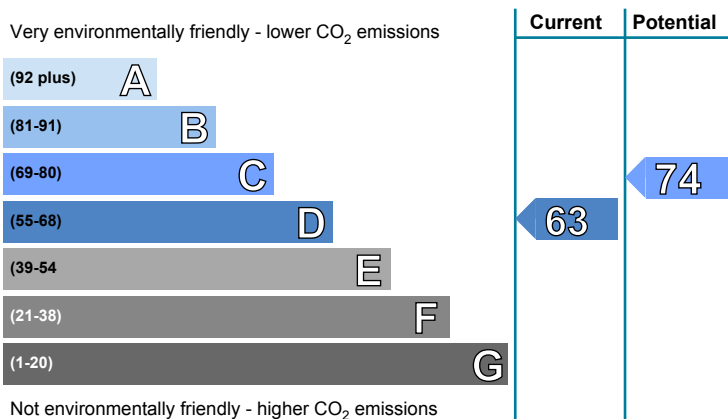 Current Potential
Very environmentally friendly - lower CO2 emissions
(92 plus) A
(81-91) B
(69-80) C
74
(55-68) D
63
(39-54 E
(21-38) F
(1-20) G
Not environmentally friendly - higher CO2 emissions